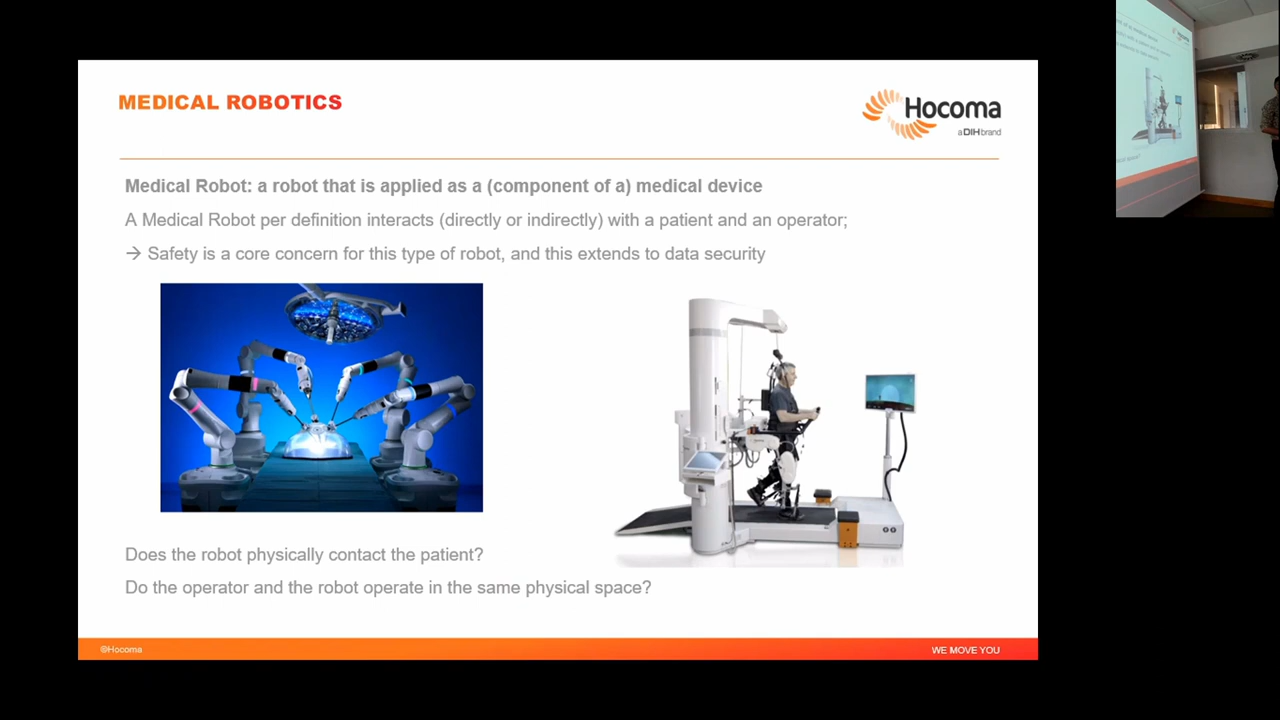 MEDICAL ROBOTICS
Hocoma
a DIH brand
Medical Robot: a robot that is applied as a (component of a) medical device
A Medical Robot per definition interacts (directly or indirectly) with a patient and an operator;
→ Safety is a core concern for this type of robot, and this extends to data security
HOCOMA
Does the robot physically contact the patient?
Do the operator and the robot operate in the same physical space?
©Hocoma
WE MOVE YOU
Hocoma